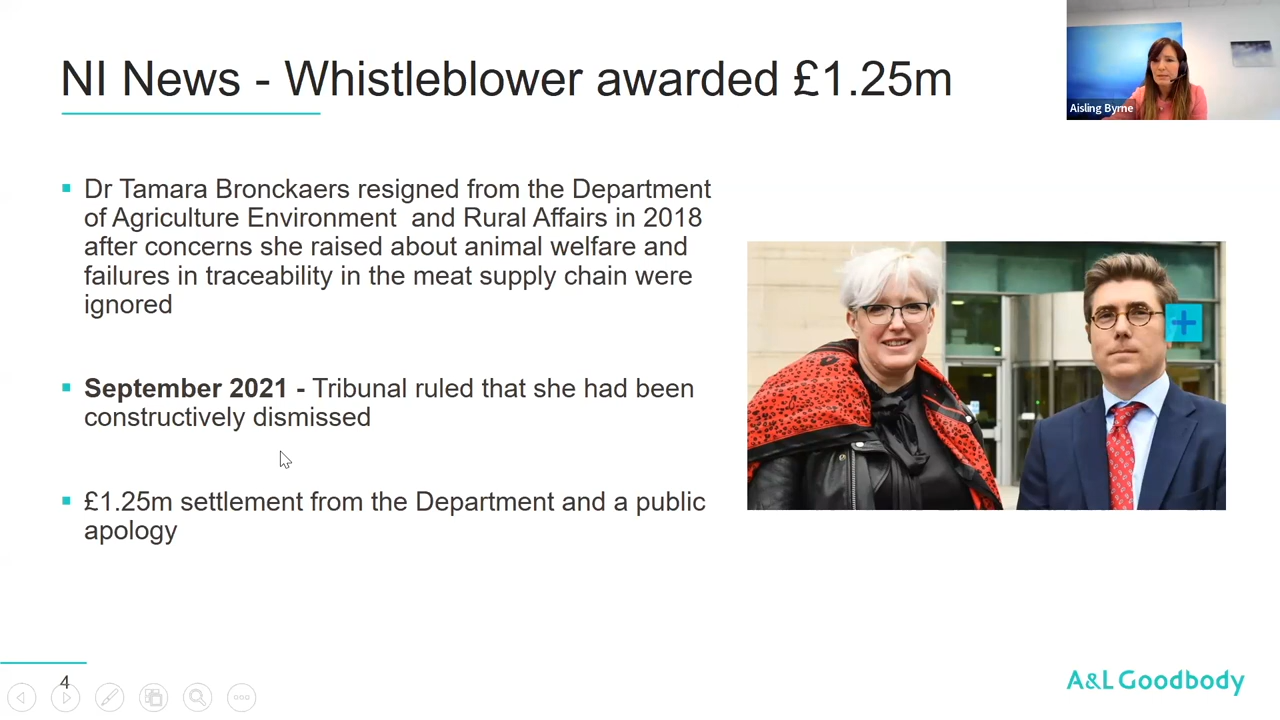 NI News - Whistleblower awarded £1.25m
Aisling Byrne
Dr Tamara Bronckaers resigned from the Department
of Agriculture Environment and Rural Affairs in 2018
after concerns she raised about animal welfare and
failures in traceability in the meat supply chain were
ignored
September 2021 - Tribunal ruled that she had been
constructively dismissed
£1.25m settlement from the Department and a public
apology
4
A&L Goodbody